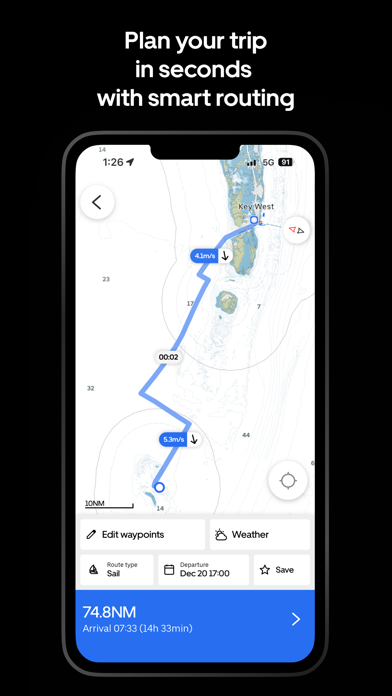 Plan your trip
in seconds
with smart routing
14
1:26
5G 91
Key West
4.1m/s
23
17
7
00:02
32
44
5.3m/s
6
10NM
14
Edit waypoints
Weather
Route type
Sail
Departure
Dec 20 17:00
Save
74.8NM
Arrival 07:33 (14h 33min)